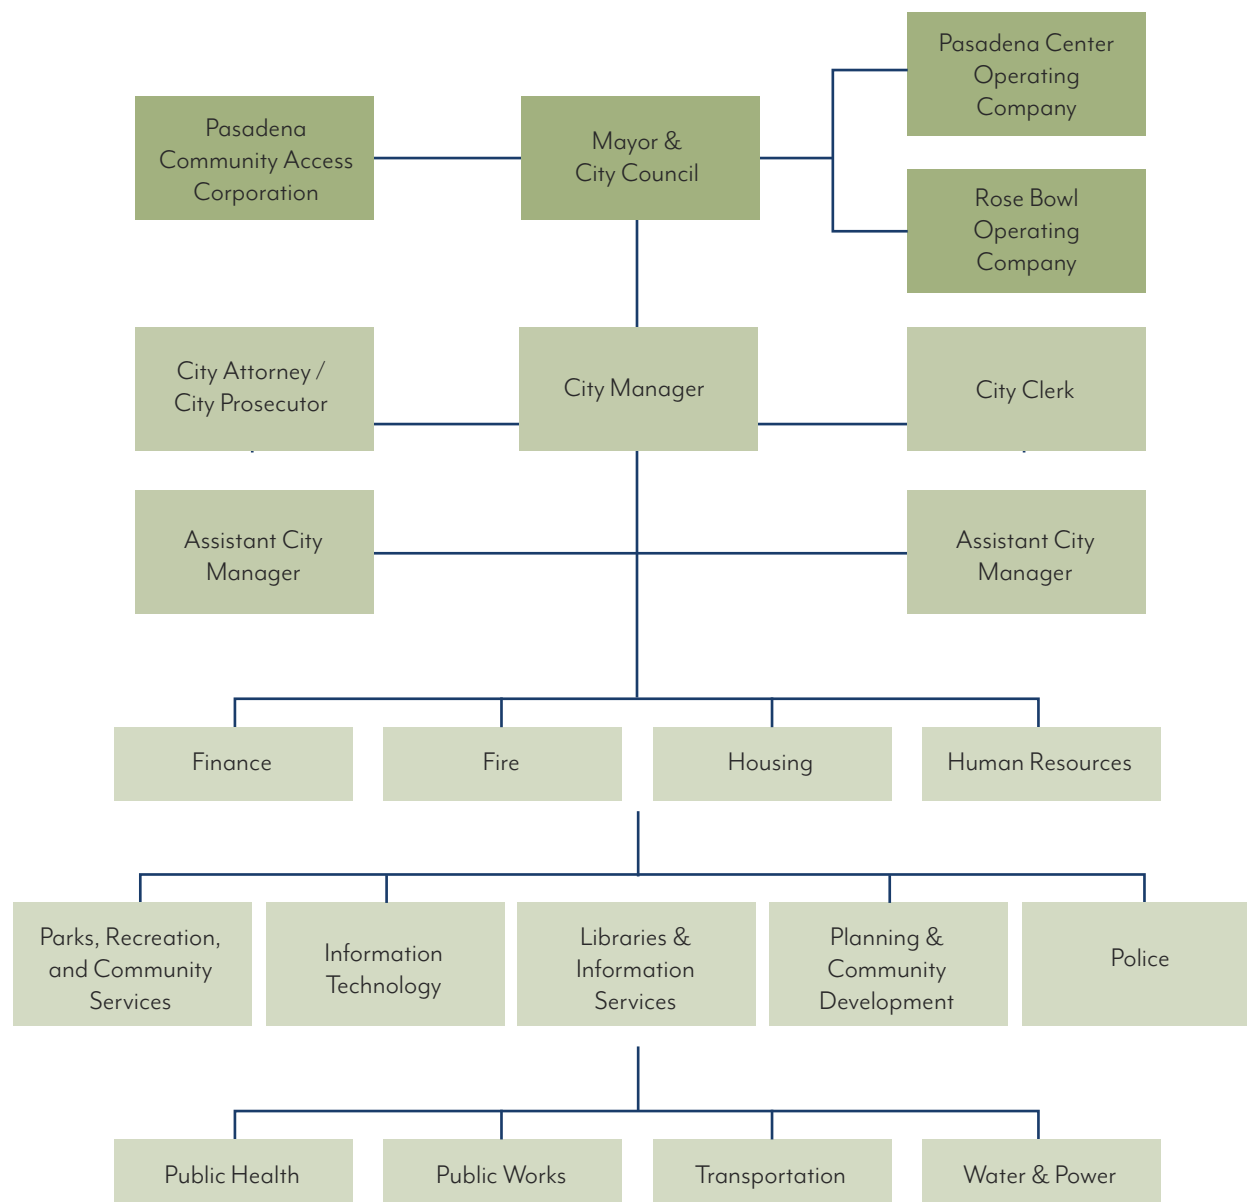 Pasadena Center
Operating
Company
Pasadena
Community Access
Corporation
Mayor &
City Council
Rose Bowl
Operating
Company
City Attorney /
City Prosecutor
City Manager
City Clerk
Assistant City
Manager
Assistant City
Manager
Finance
Fire
Housing
Human Resources
Parks, Recreation,
and Community
Services
Information
Technology
Libraries &
Information
Services
Planning &
Community
Development
Police
Public Health
Public Works
Transportation
Water & Power